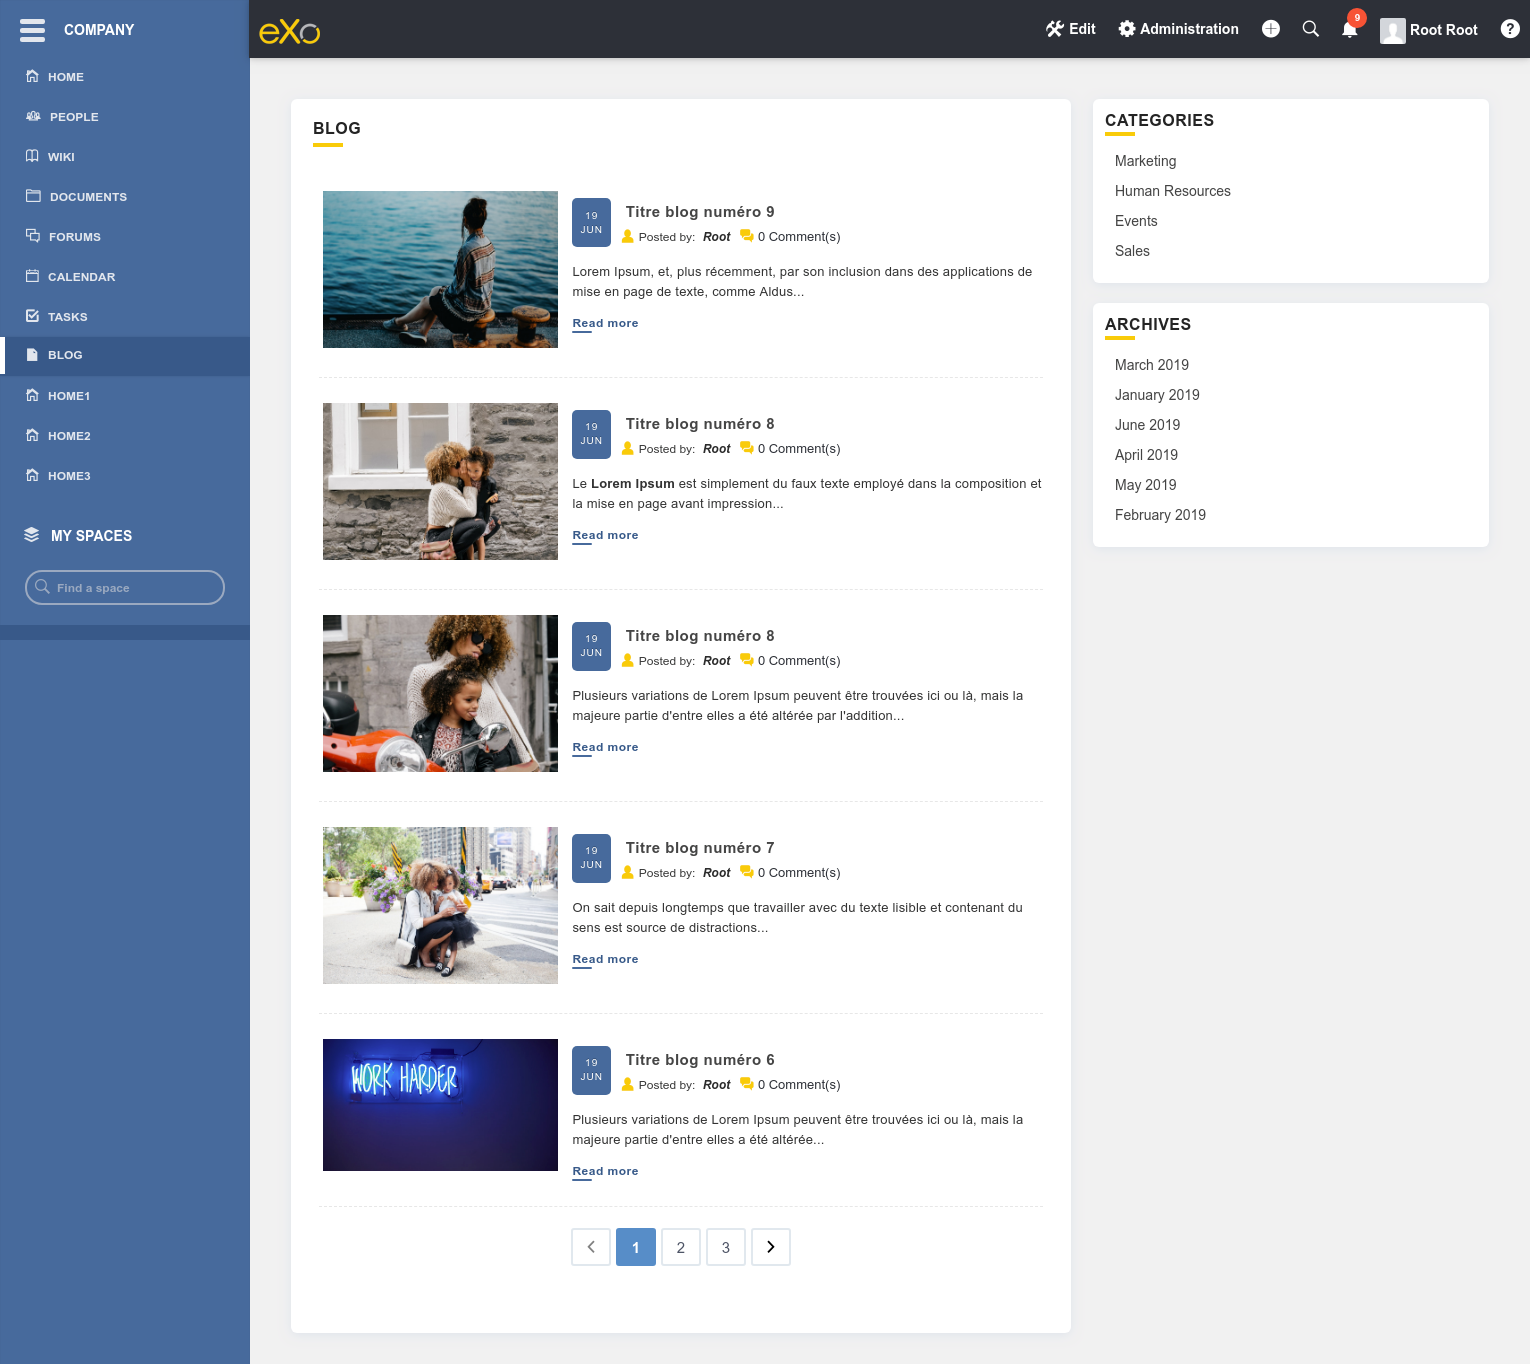 COMPANY
HOME
PEOPLE
WIKI
DOCUMENTS
FORUMS
CALENDAR
TASKS
BLOG
HOME1
HOME2
HOME3
MY SPACES
Find a space
eXo
Edit
Administration
9
Root Root
?
BLOG
19
JUN
Titre blog numéro 9
Posted by: Root 0 Comment(s)
Lorem Ipsum, et, plus récemment, par son inclusion dans des applications de
mise en page de texte, comme Aldus...
Read more
19
JUN
Titre blog numéro 8
Posted by: Root 0 Comment(s)
Le Lorem Ipsum est simplement du faux texte employé dans la composition et
la mise en page avant impression...
Read more
19
JUN
Titre blog numéro 8
Posted by: Root 0 Comment(s)
Plusieurs variations de Lorem Ipsum peuvent être trouvées ici ou là, mais la
majeure partie d'entre elles a été altérée par l'addition...
Read more
19
JUN
Titre blog numéro 7
Posted by: Root 0 Comment(s)
On sait depuis longtemps que travailler avec du texte lisible et contenant du
sens est source de distractions...
Read more
WORK HARDER
19
JUN
Titre blog numéro 6
Posted by: Root 0 Comment(s)
Plusieurs variations de Lorem Ipsum peuvent être trouvées ici ou là, mais la
majeure partie d'entre elles a été altérée...
Read more
1 2 3
CATEGORIES
Marketing
Human Resources
Events
Sales
ARCHIVES
March 2019
January 2019
June 2019
April 2019
May 2019
February 2019